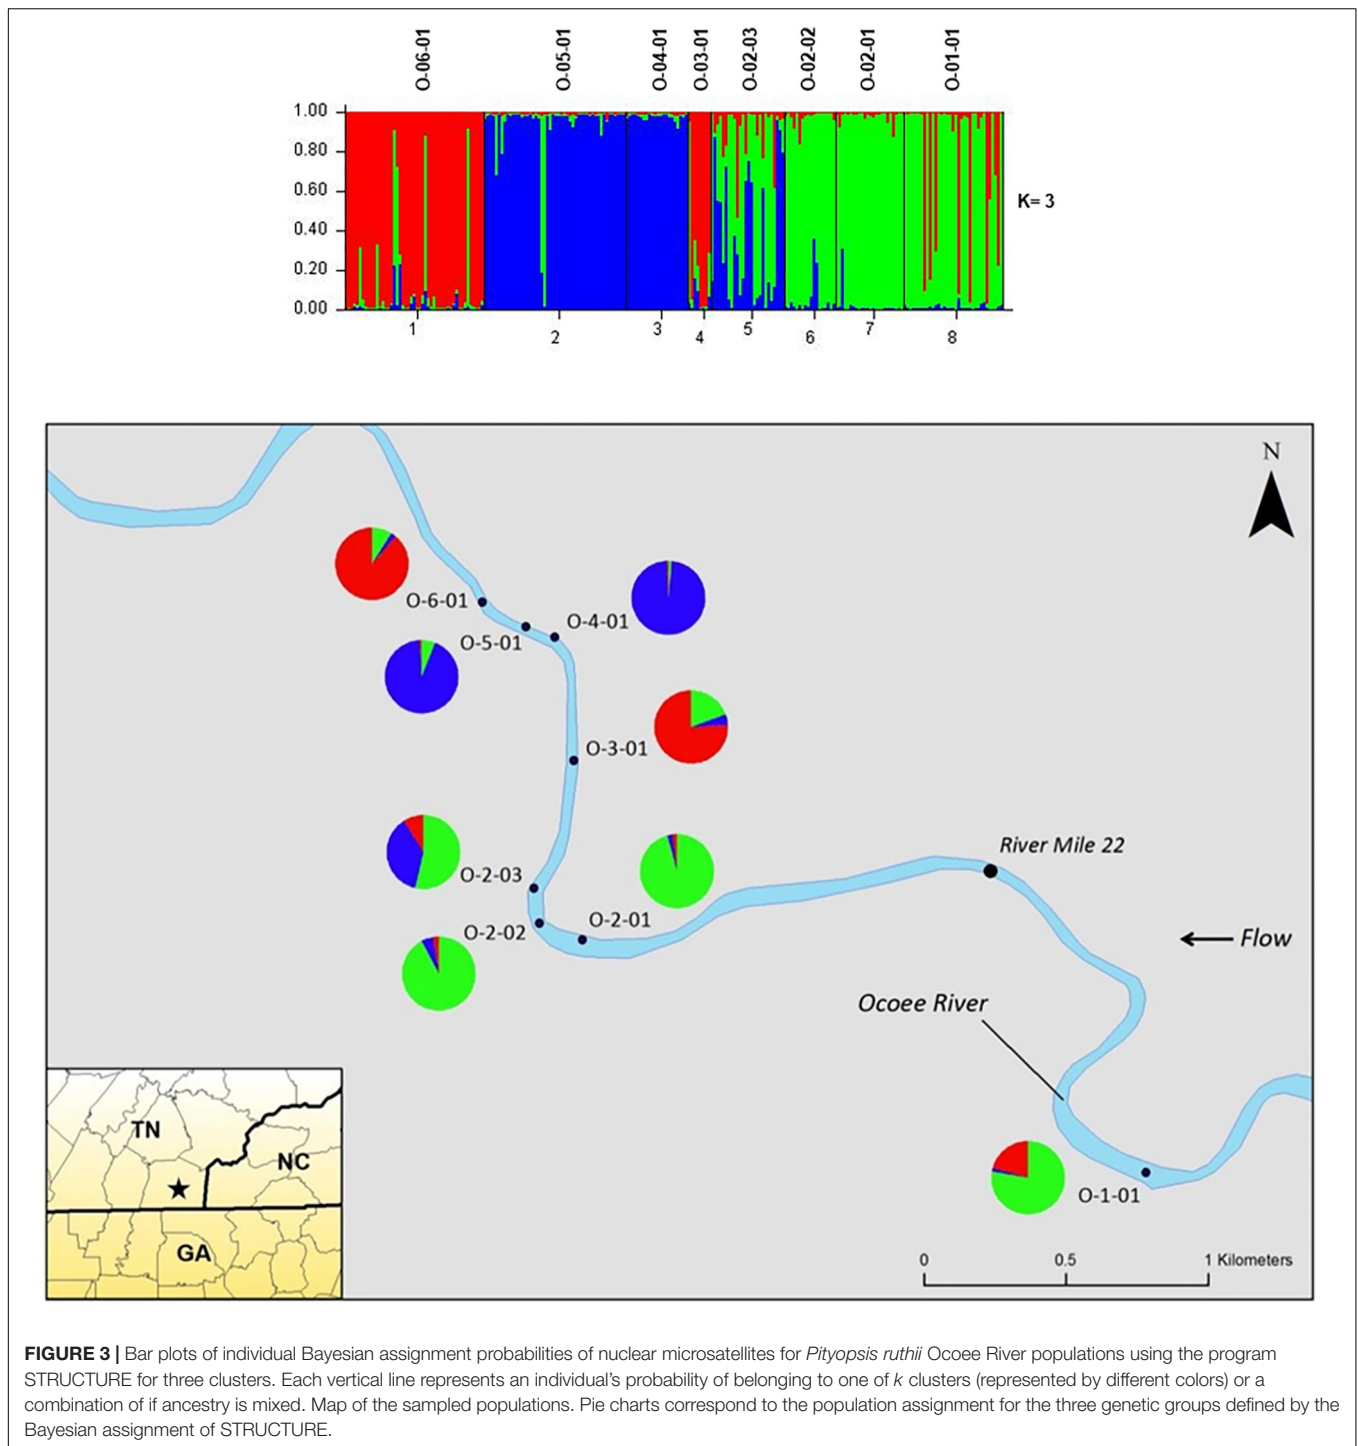 O-06-01 O-05-01 O-04-01 O-03-01 O-02-03 O-02-02 O-02-01 O-01-01
1.00
0.80
0.60
K= 3
0.40
0.20
0.00
1 2 3 4 5 6 7 8
N
O-6-01
O-4-01
O-5-01
O-3-01
River Mile 22
O-2-03
O-2-01
O-2-02
Flow
Ocoee River
TN
NC
O-1-01
GA
0 0.5 1 Kilometers
FIGURE 3 | Bar plots of individual Bayesian assignment probabilities of nuclear microsatellites for Pityopsis ruthii Ocoee River populations using the program
STRUCTURE for three clusters. Each vertical line represents an individual's probability of belonging to one of k clusters (represented by different colors) or a
combination of if ancestry is mixed. Map of the sampled populations. Pie charts correspond to the population assignment for the three genetic groups defined by the
Bayesian assignment of STRUCTURE.